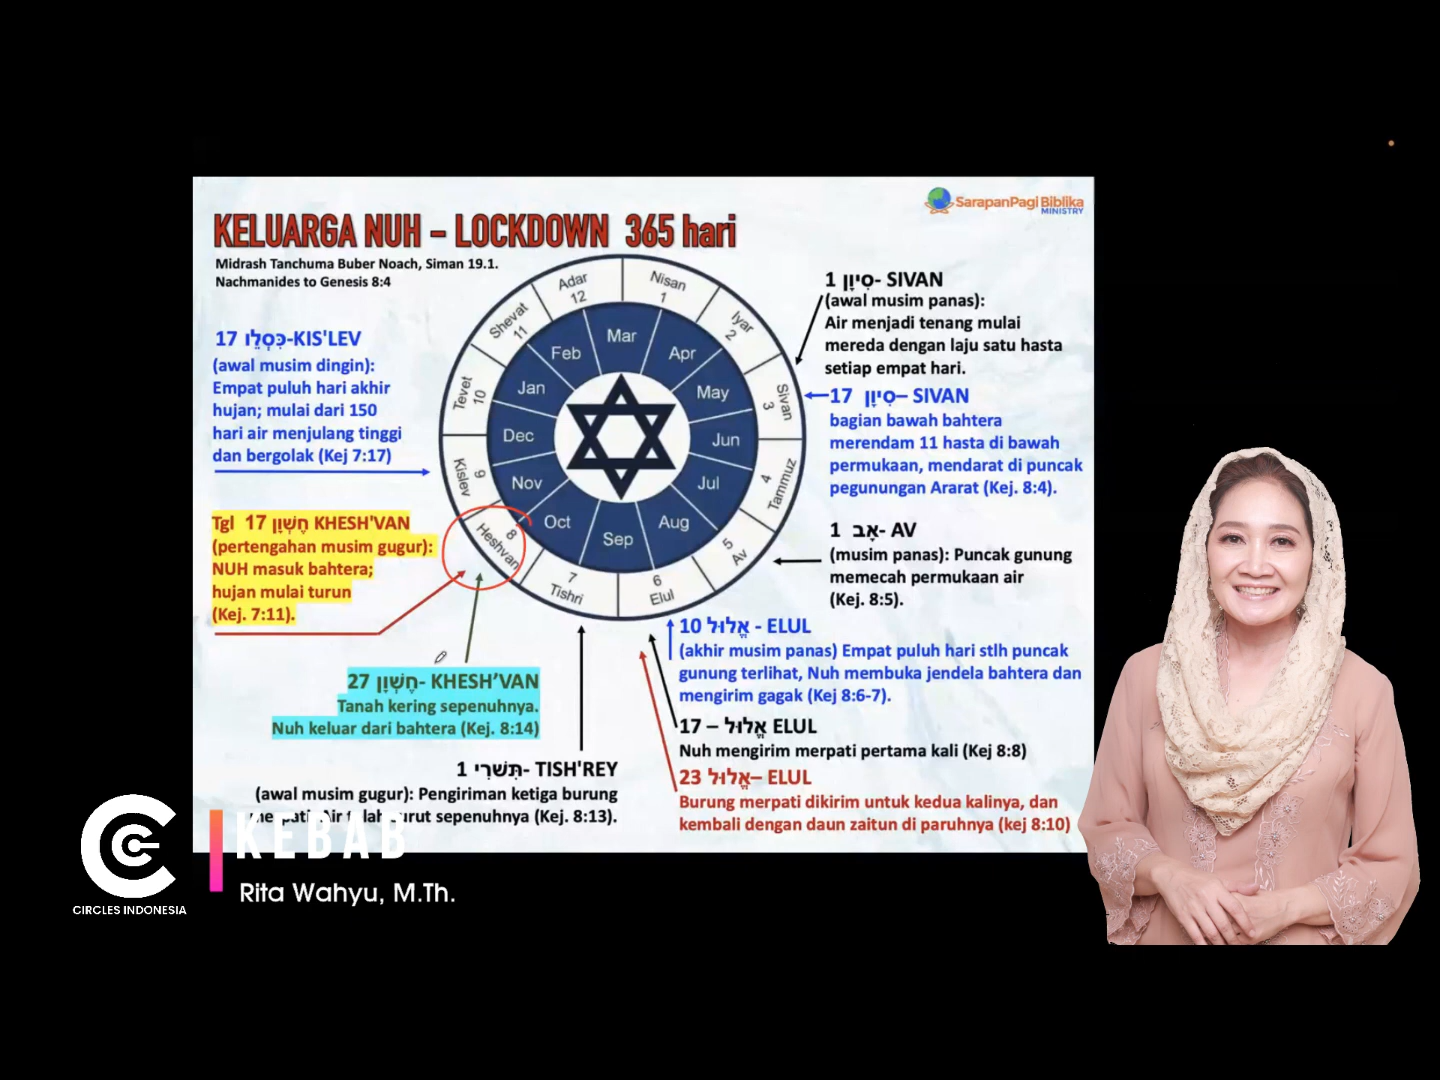 SarapanPagi Biblika
MINISTRY
KELUARGA NUH – LOCKDOWN 365 hari
Midrash Tanchuma Buber Noach, Siman 19.1.
Nachmanides to Genesis 8:4
17 כִּסְלֵו-KIS'LEV
(awal musim dingin):
Empat puluh hari akhir
hujan; mulai dari 150
hari air menjulang tinggi
dan bergolak (Kej 7:17)
Tgl 17 חֶשְׁוָן KHESH'VAN
(pertengahan musim gugur):
NUH masuk bahtera;
hujan mulai turun
(Kej. 7:11).
27 חֶשְׁוָן- KHESH’VAN
Tanah kering sepenuhnya.
Nuh keluar dari bahtera (Kej. 8:14)
1 תִּשְׁרִי- TISH'REY
(awal musim gugur): Pengiriman ketiga burung
Air sepenuhnya (Kej. 8:13).
Nisan
1
Iyar
2
Sivan
3
Tammuz
4
Av
5
Elul
6
Tishri
7
Heshvan
8
Kislev
9
Tevet
10
Shevat
11
Adar
12
Mar
Apr
May
Jun
Jul
Aug
Sep
Oct
Nov
Dec
Jan
Feb
1 סִיוָן- SIVAN
(awal musim panas):
Air menjadi tenang mulai
mereda dengan laju satu hasta
setiap empat hari.
17 סִיוָן– SIVAN
bagian bawah bahtera
merendam 11 hasta di bawah
permukaan, mendarat di puncak
pegunungan Ararat (Kej. 8:4).
1 אָב- AV
(musim panas): Puncak gunung
memecah permukaan air
(Kej. 8:5).
10 אֱלוּל - ELUL
(akhir musim panas) Empat puluh hari stlh puncak
gunung terlihat, Nuh membuka jendela bahtera dan
mengirim gagak (Kej 8:6-7).
17 – אֱלוּל ELUL
Nuh mengirim merpati pertama kali (Kej 8:8)
23 אֱלוּל– ELUL
Burung merpati dikirim untuk kedua kalinya, dan
kembali dengan daun zaitun di paruhnya (kej 8:10)
KEBAB
Rita Wahyu, M.Th.
CIRCLES INDONESIA